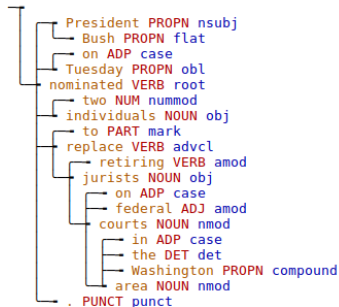 President PROPN nsubj
Bush PROPN flat
on ADP case
Tuesday PROPN obl
nominated VERB root
two NUM nummod
individuals NOUN obj
to PART mark
replace VERB advcl
retiring VERB amod
jurists NOUN obj
on ADP case
federal ADJ amod
courts NOUN nmod
in ADP case
the DET det
Washington PROPN compound
area NOUN nmod
. PUNCT punct